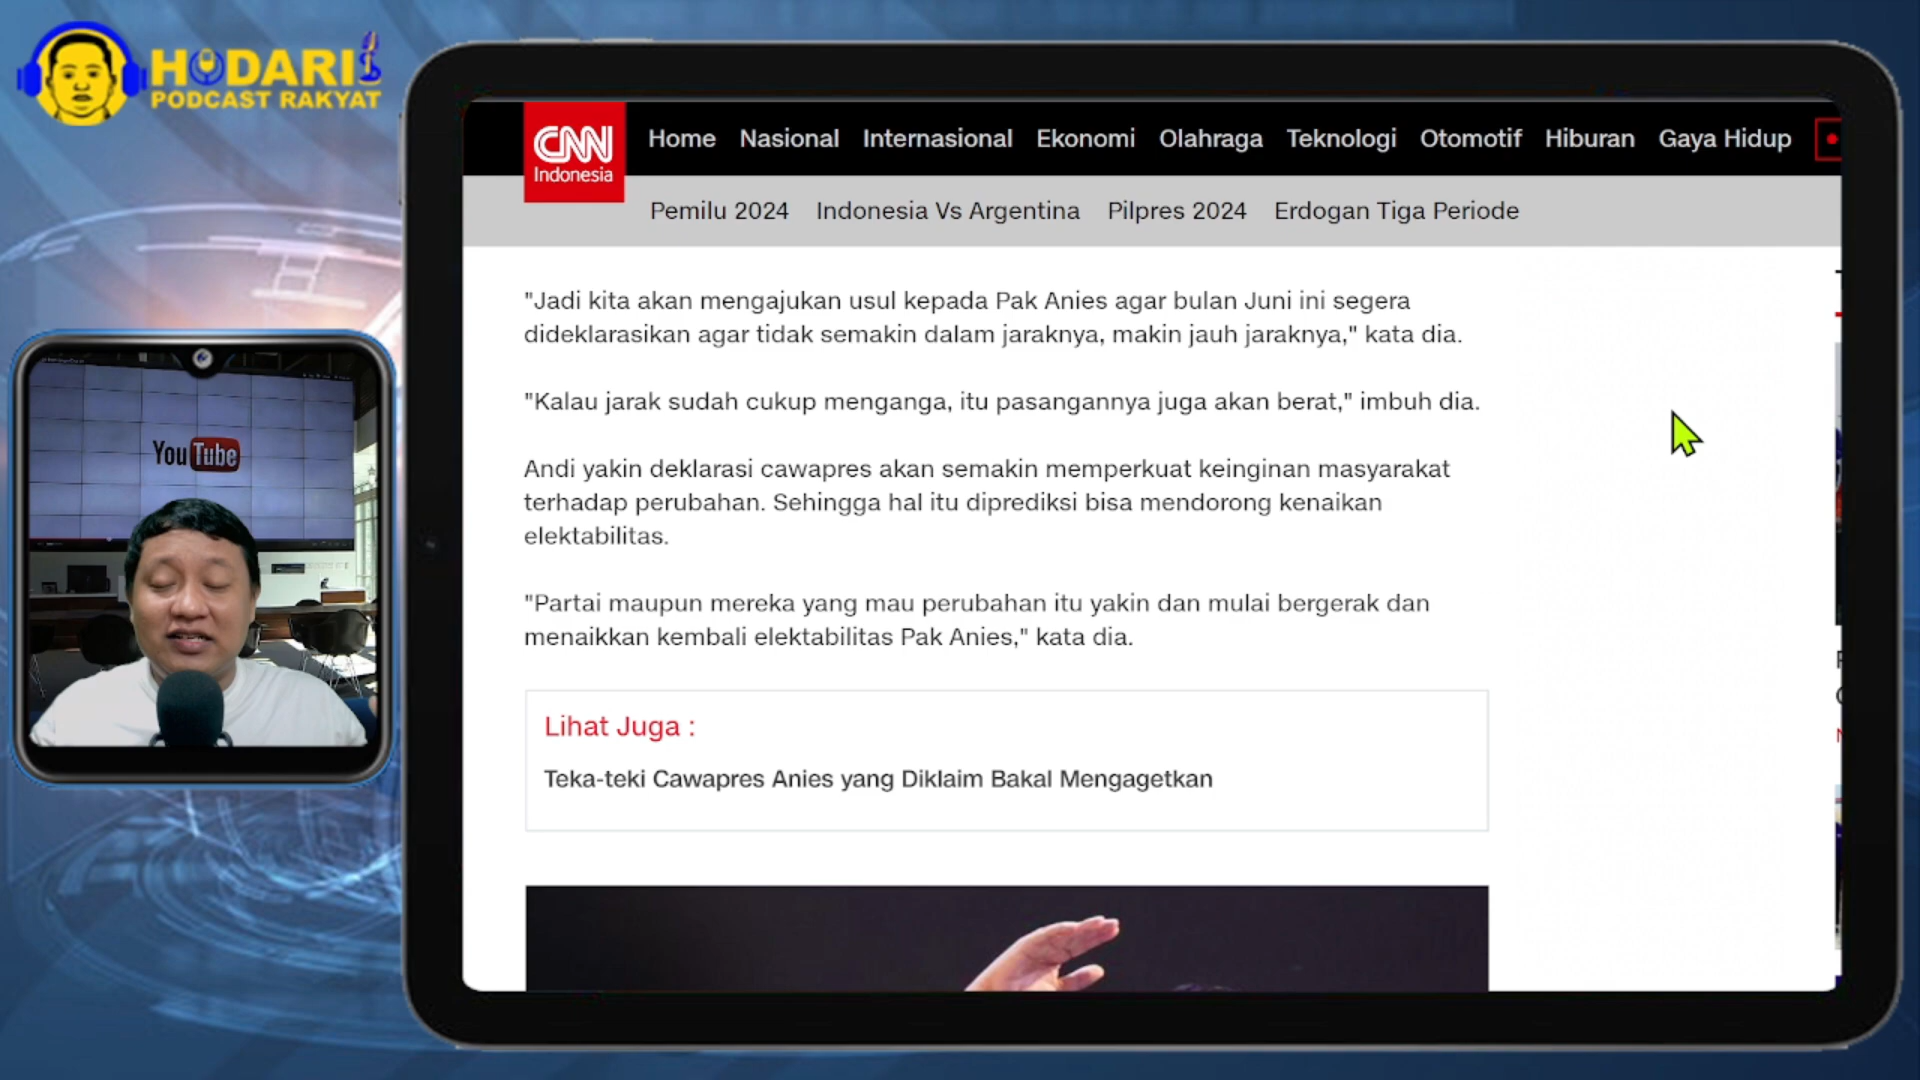 HODARI
PODCAST RAKYAT
CNN
Indonesia
Home Nasional Internasional Ekonomi Olahraga Teknologi Otomotif Hiburan Gaya Hidup
Pemilu 2024 Indonesia Vs Argentina Pilpres 2024 Erdogan Tiga Periode
"Jadi kita akan mengajukan usul kepada Pak Anies agar bulan Juni ini segera
dideklarasikan agar tidak semakin dalam jaraknya, makin jauh jaraknya," kata dia.
"Kalau jarak sudah cukup menganga, itu pasangannya juga akan berat," imbuh dia.
Andi yakin deklarasi cawapres akan semakin memperkuat keinginan masyarakat
terhadap perubahan. Sehingga hal itu diprediksi bisa mendorong kenaikan
elektabilitas.
"Partai maupun mereka yang mau perubahan itu yakin dan mulai bergerak dan
menaikkan kembali elektabilitas Pak Anies," kata dia.
Lihat Juga :
Teka-teki Cawapres Anies yang Diklaim Bakal Mengagetkan
YouTube